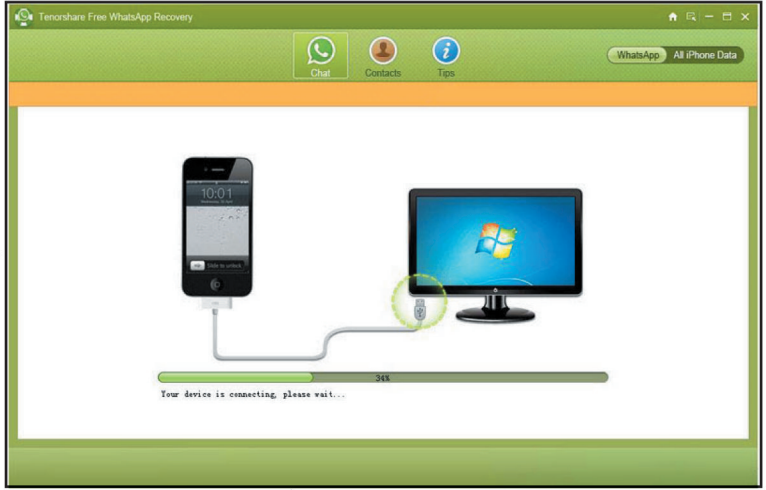 Tenorshare Free WhatsApp Recovery
Chat
Contacts
Tips
WhatsApp
All iPhone Data
10:01
Slide to unlock
34%
Your device is connecting, please wait...